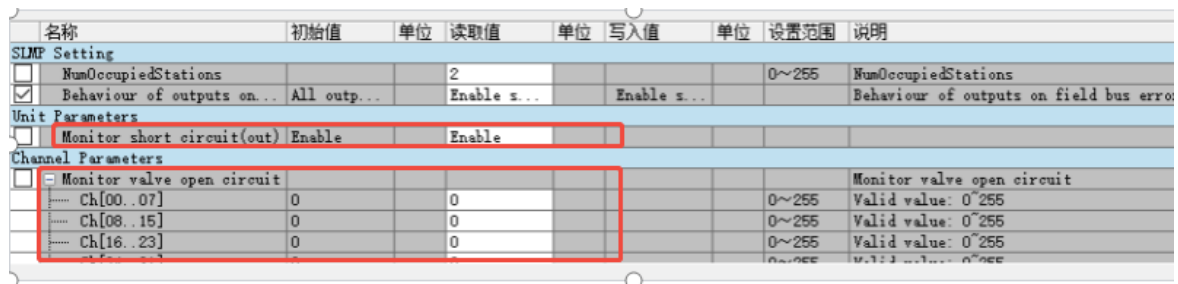 名称 初始值 单位 读取值 单位 写入值 单位 设置范围 说明
SLMP Setting
NumOccupiedStations 2 0~255 NumOccupiedStations
Behaviour of outputs on... All outp... Enable s... Enable s... Behaviour of outputs on field bus error
Unit Parameters
Monitor short circuit(out) Enable Enable
Channel Parameters
Monitor valve open circuit Monitor valve open circuit
Ch[00..07] 0 0 0~255 Valid value: 0~255
Ch[08..15] 0 0 0~255 Valid value: 0~255
Ch[16..23] 0 0 0~255 Valid value: 0~255